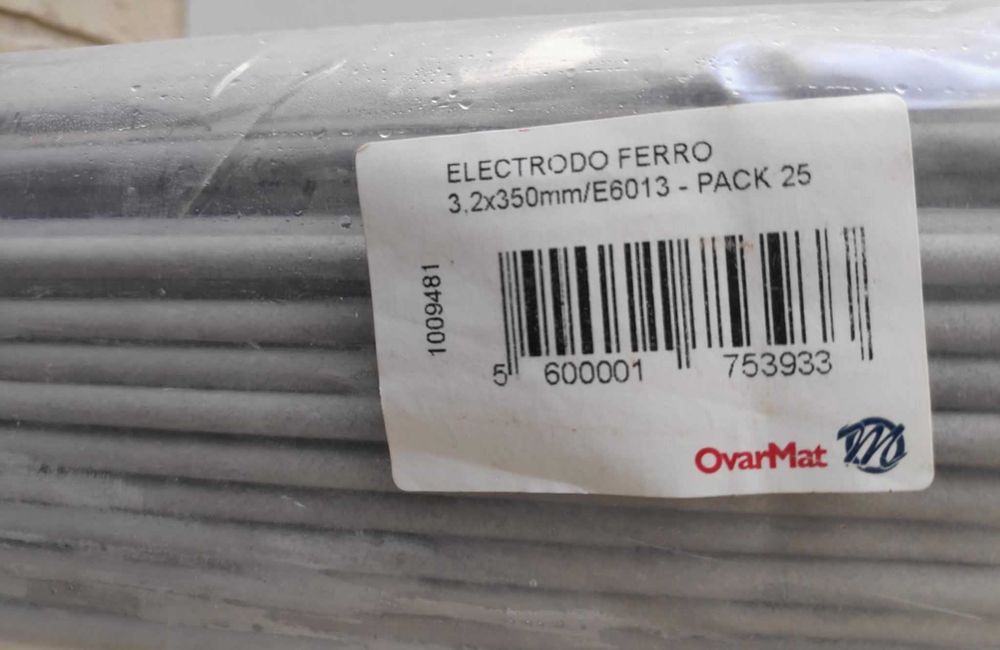 ELECTRODO FERRO
3,2x350mm/E6013 - PACK 25
1009481
5 600001 753933
OvarMat